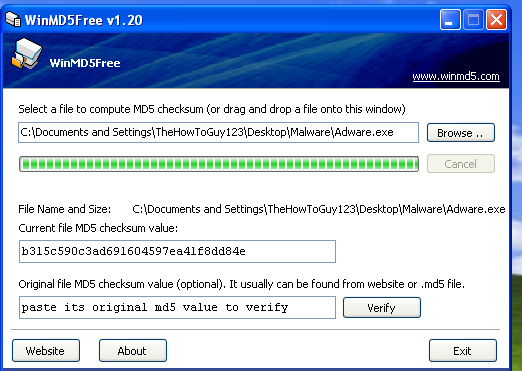 WinMD5Free v1.20
WinMD5Free
www.winmd5.com
Select a file to compute MD5 checksum (or drag and drop a file onto this window)
C:\Documents and Settings\TheHowToGuy123\Desktop\Malware\Adware.exe
Browse ..
Cancel
File Name and Size: C:\Documents and Settings\TheHowToGuy123\Desktop\Malware\Adware.exe
Current file MD5 checksum value:
b315c590c3ad691604597ea41f8dd84e
Original file MD5 checksum value (optional). It usually can be found from website or .md5 file.
paste its original md5 value to verify
Verify
Website
About
Exit